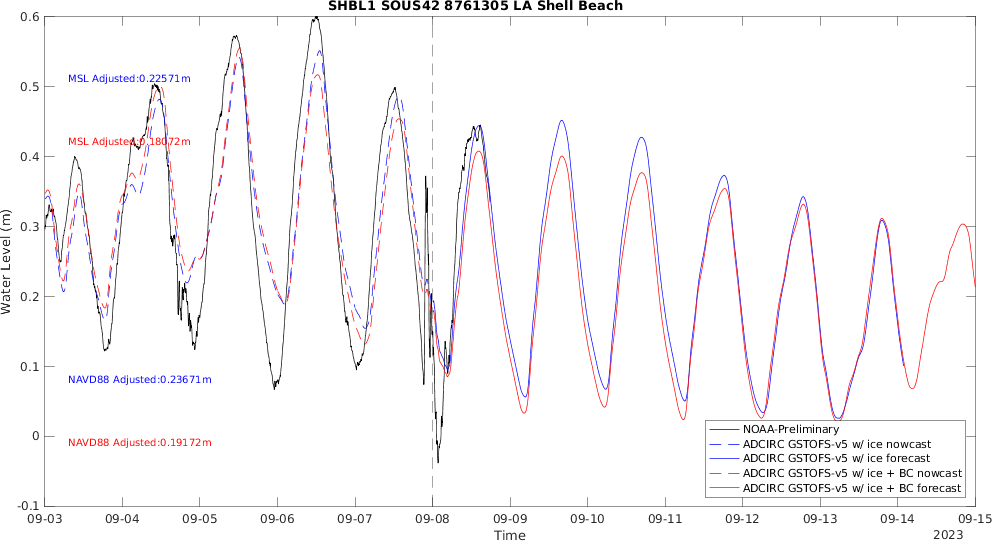 SHBL1 SOUS42 8761305 LA Shell Beach
Water Level (m)
0.6
0.5
0.4
0.3
0.2
0.1
0
-0.1
MSL Adjusted:0.22571m
MSL Adjusted:0.18072m
NAVD88 Adjusted:0.23671m
NAVD88 Adjusted:0.19172m
NOAA-Preliminary
ADCIRC GSTOFS-v5 w/ ice nowcast
ADCIRC GSTOFS-v5 w/ ice forecast
ADCIRC GSTOFS-v5 w/ ice + BC nowcast
ADCIRC GSTOFS-v5 w/ ice + BC forecast
09-03 09-04 09-05 09-06 09-07 09-08 09-09 09-10 09-11 09-12 09-13 09-14 09-15
Time
2023